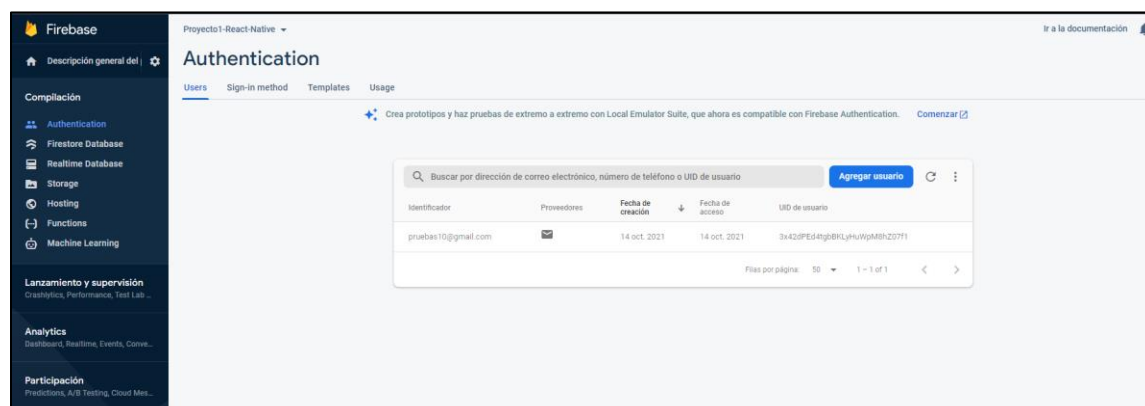 Firebase
Descripción general del
Compilación
Authentication
Firestore Database
Realtime Database
Storage
Hosting
Functions
Machine Learning
Lanzamiento y supervisión
Crashlytics, Performance, Test Lab ...
Analytics
Dashboard, Realtime, Events, Conve...
Participación
Predictions, A/B Testing, Cloud Mes...
Proyecto1-React-Native
Ir a la documentación
Authentication
Users Sign-in method Templates Usage
Crea prototipos y haz pruebas de extremo a extremo con Local Emulator Suite, que ahora es compatible con Firebase Authentication. Comenzar
Buscar por dirección de correo electrónico, número de teléfono o UID de usuario Agregar usuario
Identificador Proveedores Fecha de creación Fecha de acceso UID de usuario
pruebas10@gmail.com 14 oct. 2021 14 oct. 2021
Filas por página: 50 1 – 1 of 1